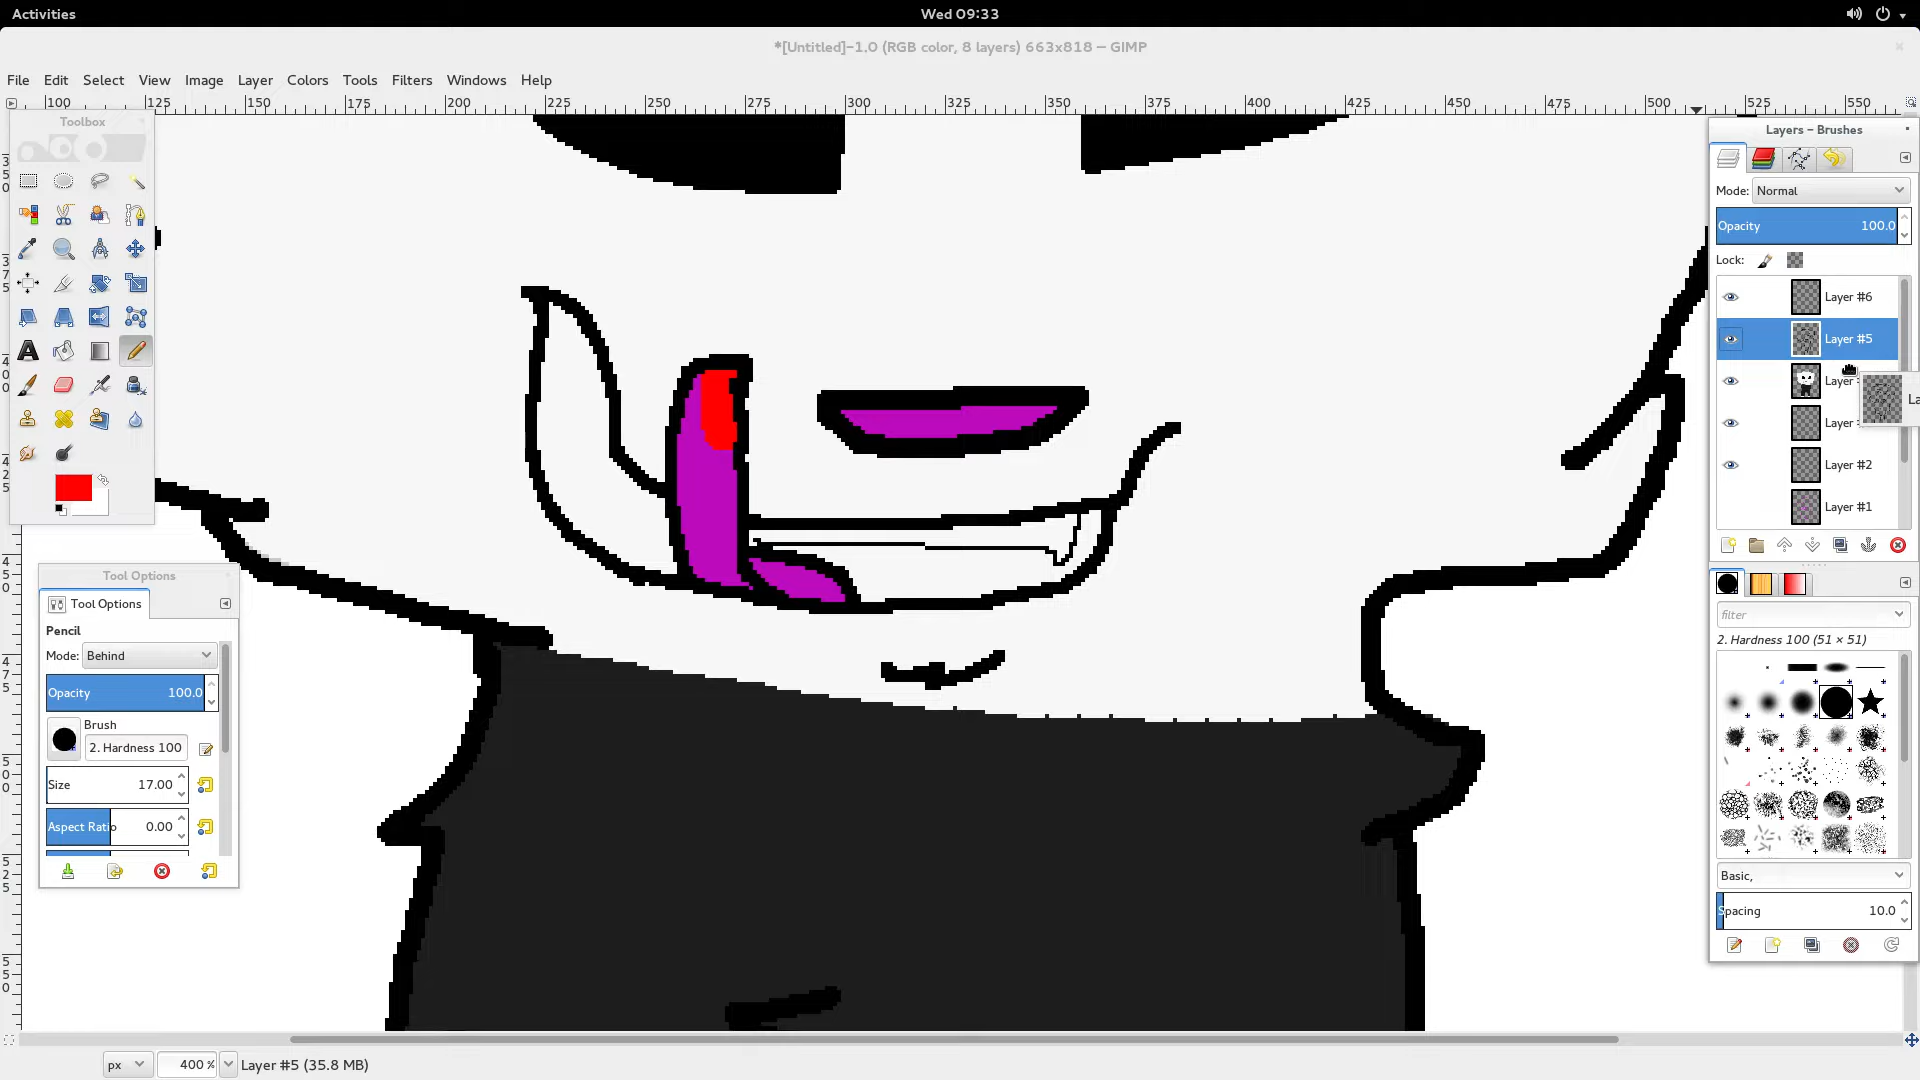 Activities
Wed 09:33
*[Untitled]-1.0 (RGB color, 8 layers) 663x818 – GIMP
File Edit Select View Image Layer Colors Tools Filters Windows Help
100 125 150 175 200 225 250 275 300 325 350 375 400 425 450 475 500 525 550
Toolbox
Layers – Brushes
Mode: Normal
Opacity 100.0
Lock:
Layer #6
Layer #5
Layer
La
Layer
Layer #2
Layer #1
Tool Options
Tool Options
Pencil
Mode: Behind
Opacity 100.0
Brush
2. Hardness 100
Size 17.00
Aspect Ratio 0.00
filter
2. Hardness 100 (51 × 51)
Basic,
Spacing 10.0
px 400 % Layer #5 (35.8 MB)